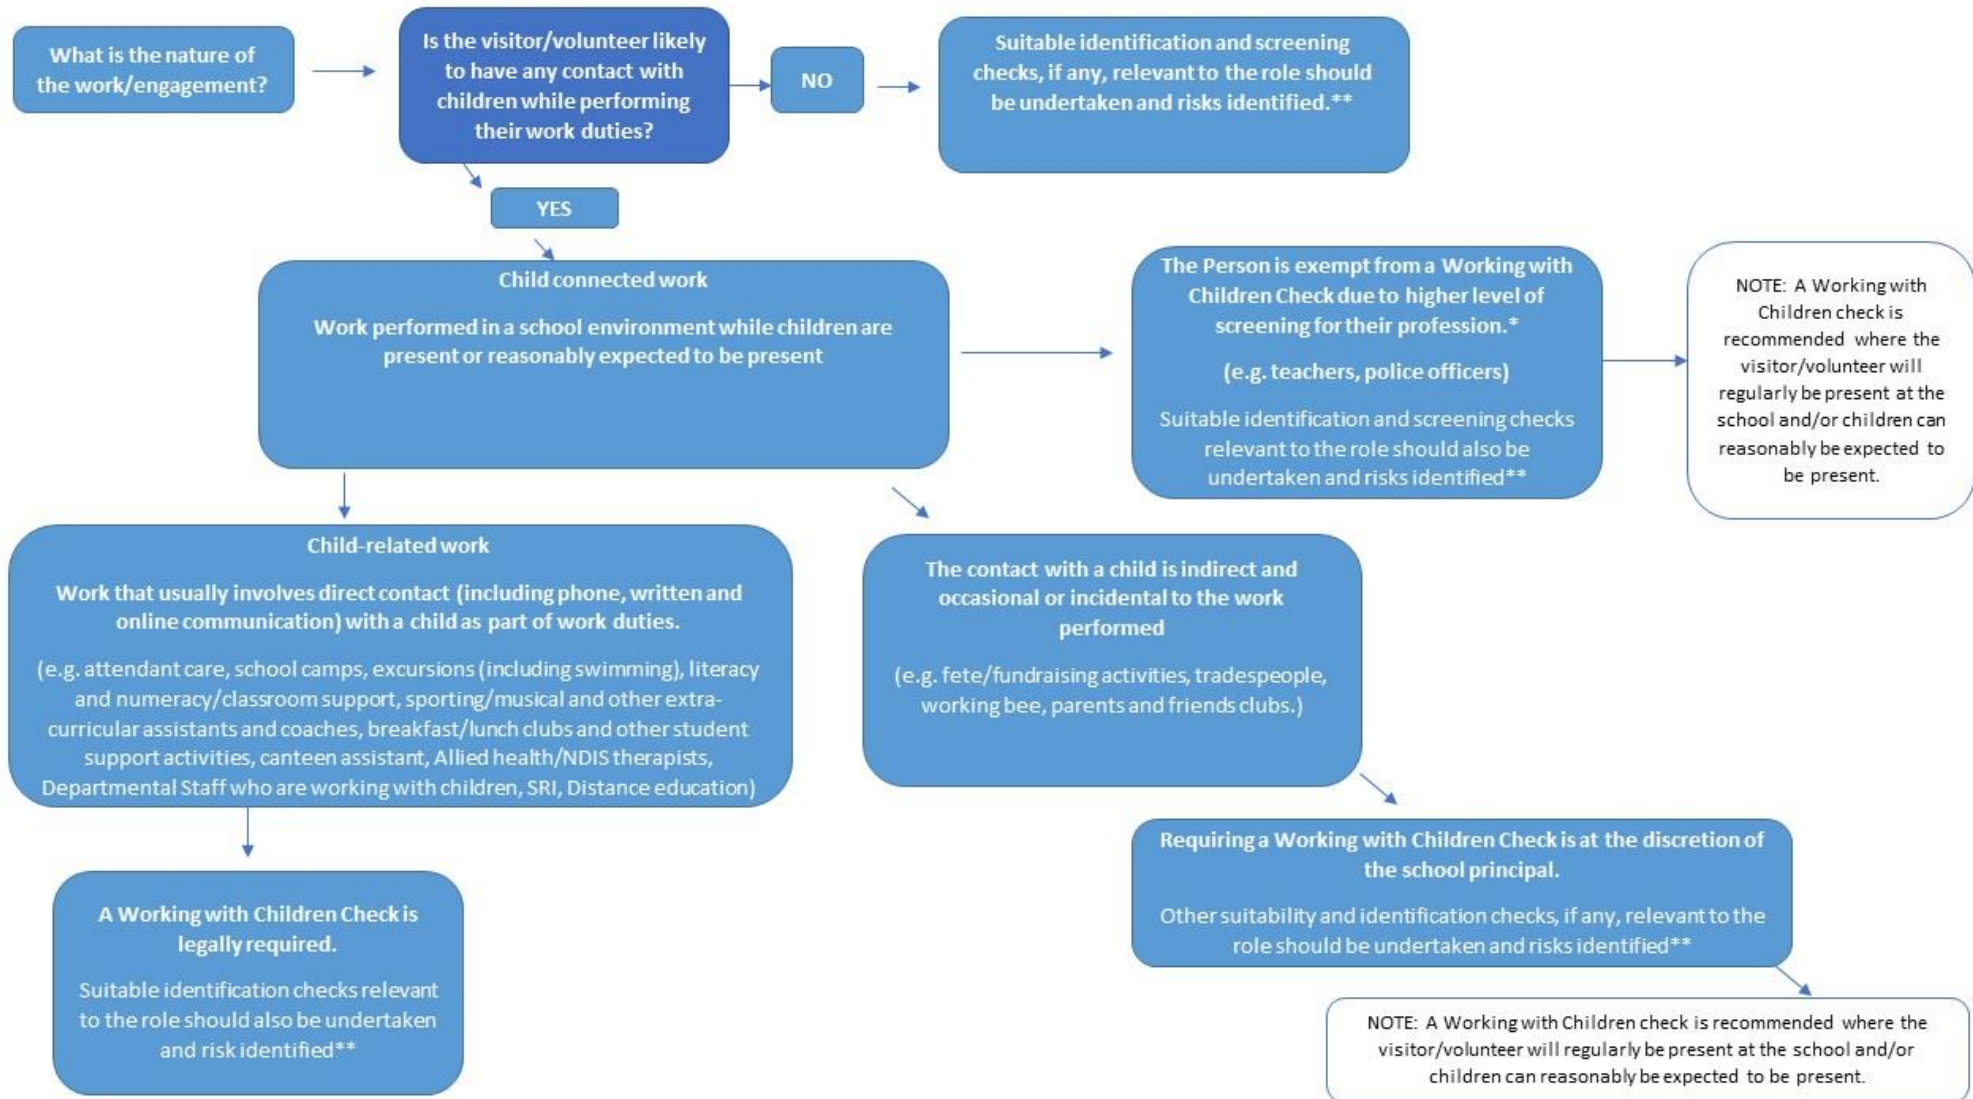 What is the nature of
the work/engagement?
Is the visitor/volunteer likely
to have any contact with
children while performing
their work duties?
NO
Suitable identification and screening
checks, if any, relevant to the role should
be undertaken and risks identified.**
YES
Child connected work
Work performed in a school environment while children are
present or reasonably expected to be present
The Person is exempt from a Working with
Children Check due to higher level of
screening for their profession.*
(e.g. teachers, police officers)
Suitable identification and screening checks
relevant to the role should also be
undertaken and risks identified**
NOTE: A Working with
Children check is
recommended where the
visitor/volunteer will
regularly be present at the
school and/or children can
reasonably be expected to
be present.
Child-related work
Work that usually involves direct contact (including phone, written and
online communication) with a child as part of work duties.
(e.g. attendant care, school camps, excursions (including swimming), literacy
and numeracy/classroom support, sporting/musical and other extra-
curricular assistants and coaches, breakfast/lunch clubs and other student
support activities, canteen assistant, Allied health/NDIS therapists,
Departmental Staff who are working with children, SRI, Distance education)
The contact with a child is indirect and
occasional or incidental to the work
performed
(e.g. fete/fundraising activities, tradespeople,
working bee, parents and friends clubs.)
A Working with Children Check is
legally required.
Suitable identification checks relevant
to the role should also be undertaken
and risk identified**
Requiring a Working with Children Check is at the discretion of
the school principal.
Other suitability and identification checks, if any, relevant to the
role should be undertaken and risks identified**
NOTE: A Working with Children check is recommended where the
visitor/volunteer will regularly be present at the school and/or
children can reasonably be expected to be present.